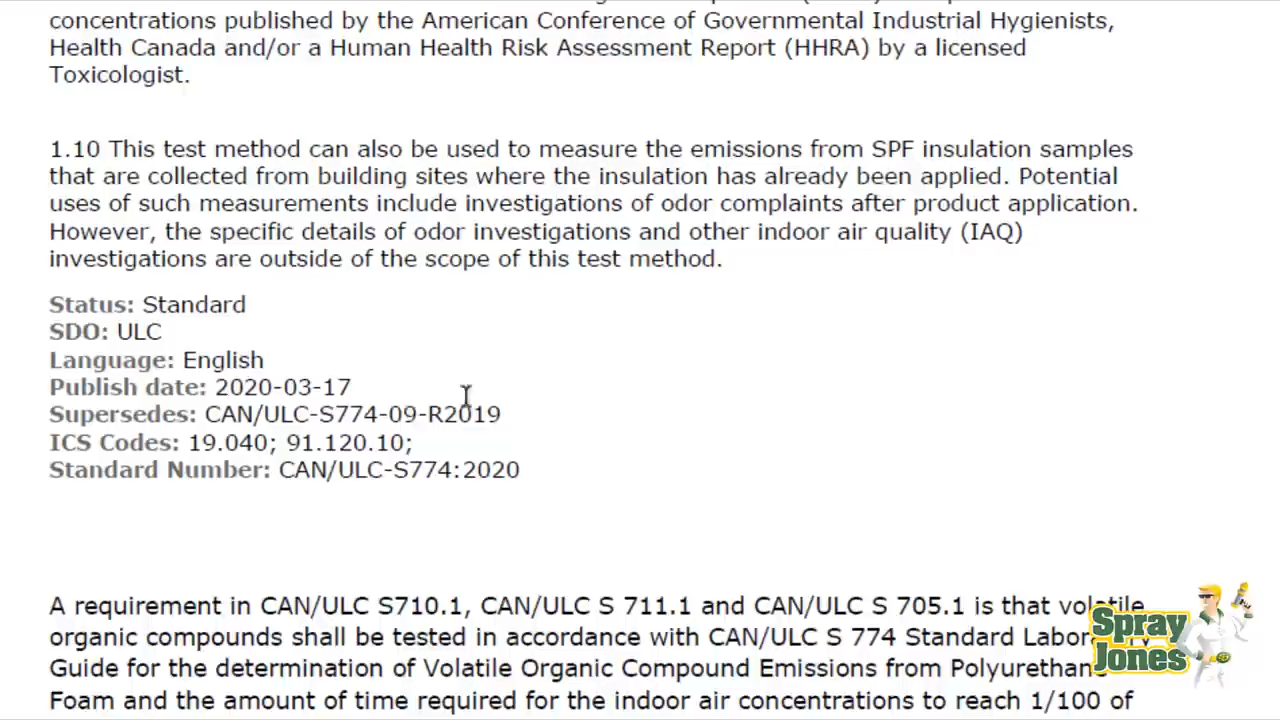 concentrations published by the American Conference of Governmental Industrial Hygienists,
Health Canada and/or a Human Health Risk Assessment Report (HHRA) by a licensed
Toxicologist.
1.10 This test method can also be used to measure the emissions from SPF insulation samples
that are collected from building sites where the insulation has already been applied. Potential
uses of such measurements include investigations of odor complaints after product application.
However, the specific details of odor investigations and other indoor air quality (IAQ)
investigations are outside of the scope of this test method.
Status: Standard
SDO: ULC
Language: English
Publish date: 2020-03-17
Supersedes: CAN/ULC-S774-09-R2019
ICS Codes: 19.040; 91.120.10;
Standard Number: CAN/ULC-S774:2020
A requirement in CAN/ULC S710.1, CAN/ULC S 711.1 and CAN/ULC S 705.1 is that volatile
organic compounds shall be tested in accordance with CAN/ULC S 774 Standard
Guide for the determination of Volatile Organic Compound Emissions from
Foam and the amount of time required for the indoor air concentrations to reach 1/100 of
Spray
Jones